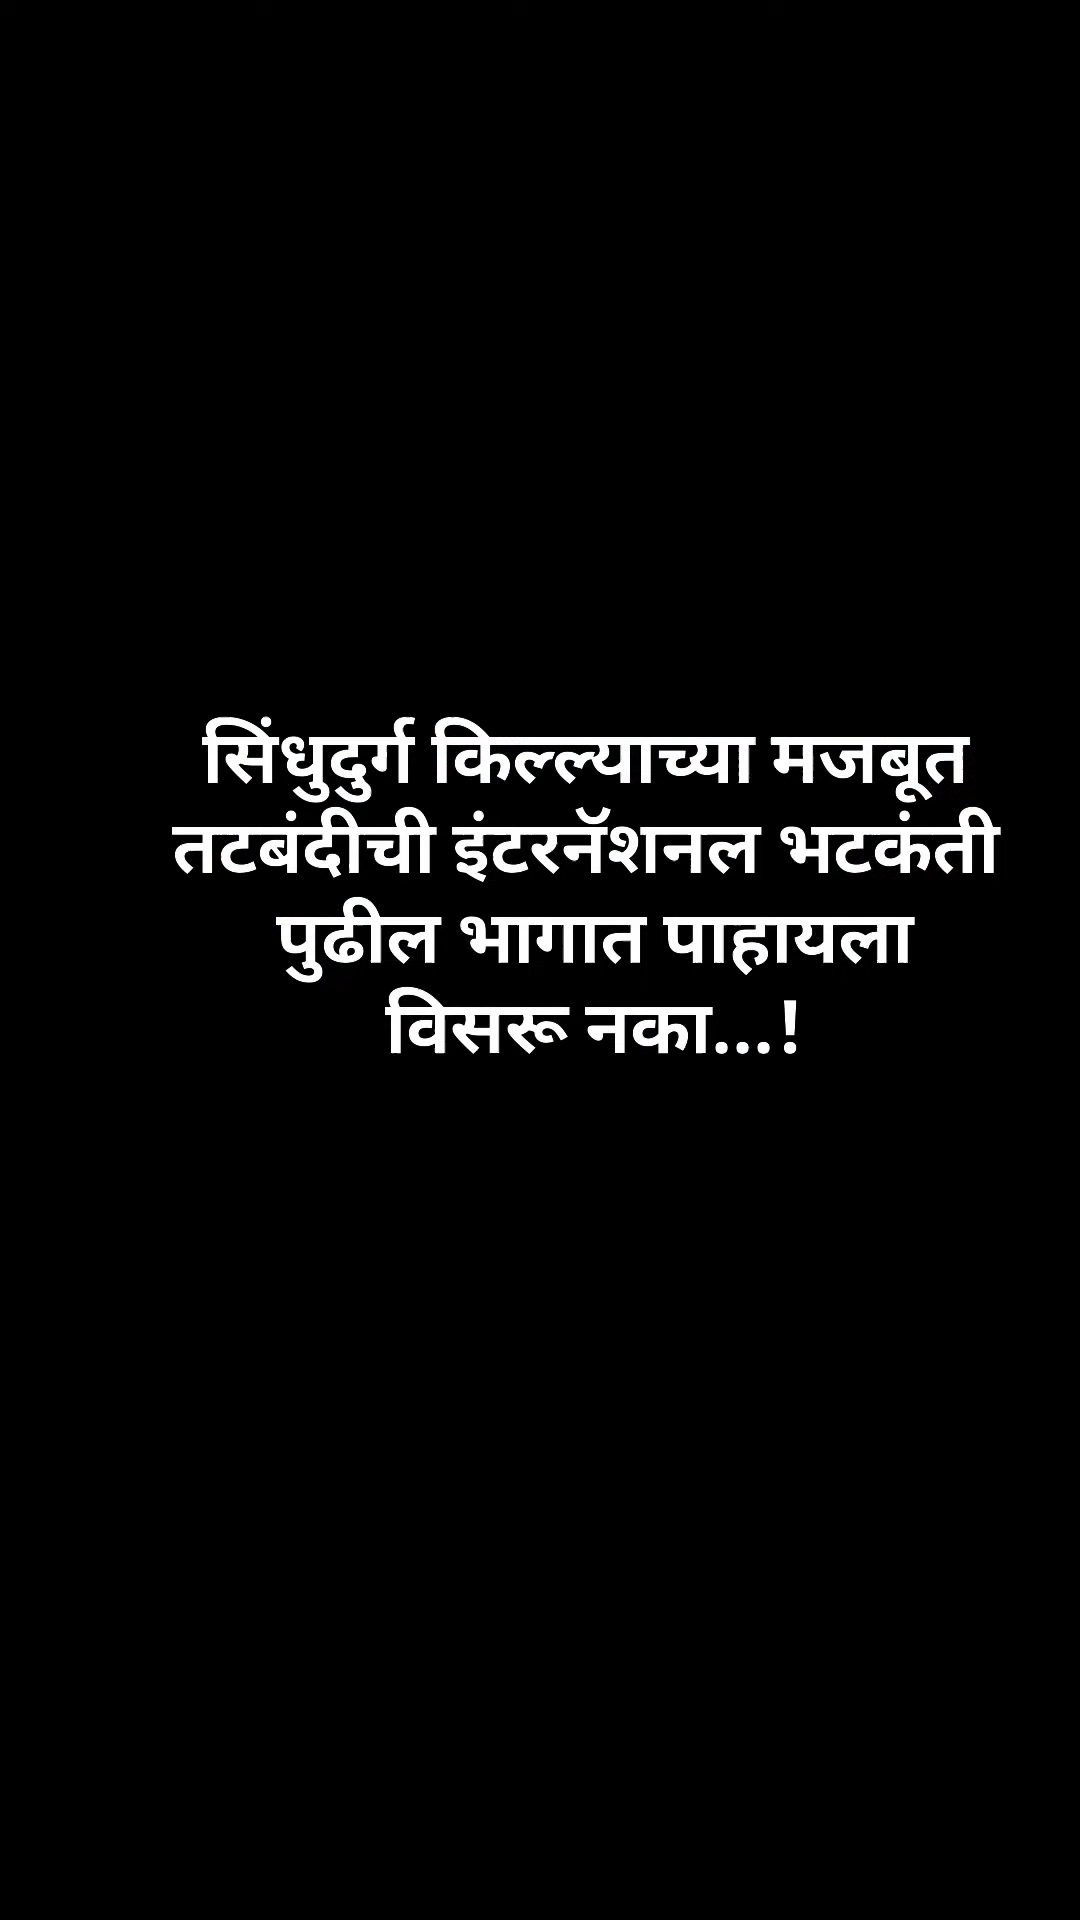 सिंधुदुर्ग किल्ल्याच्या मजबूत
तटबंदीची इंटरनॅशनल भटकंती
पुढील भागात पाहायला
विसरू नका...!